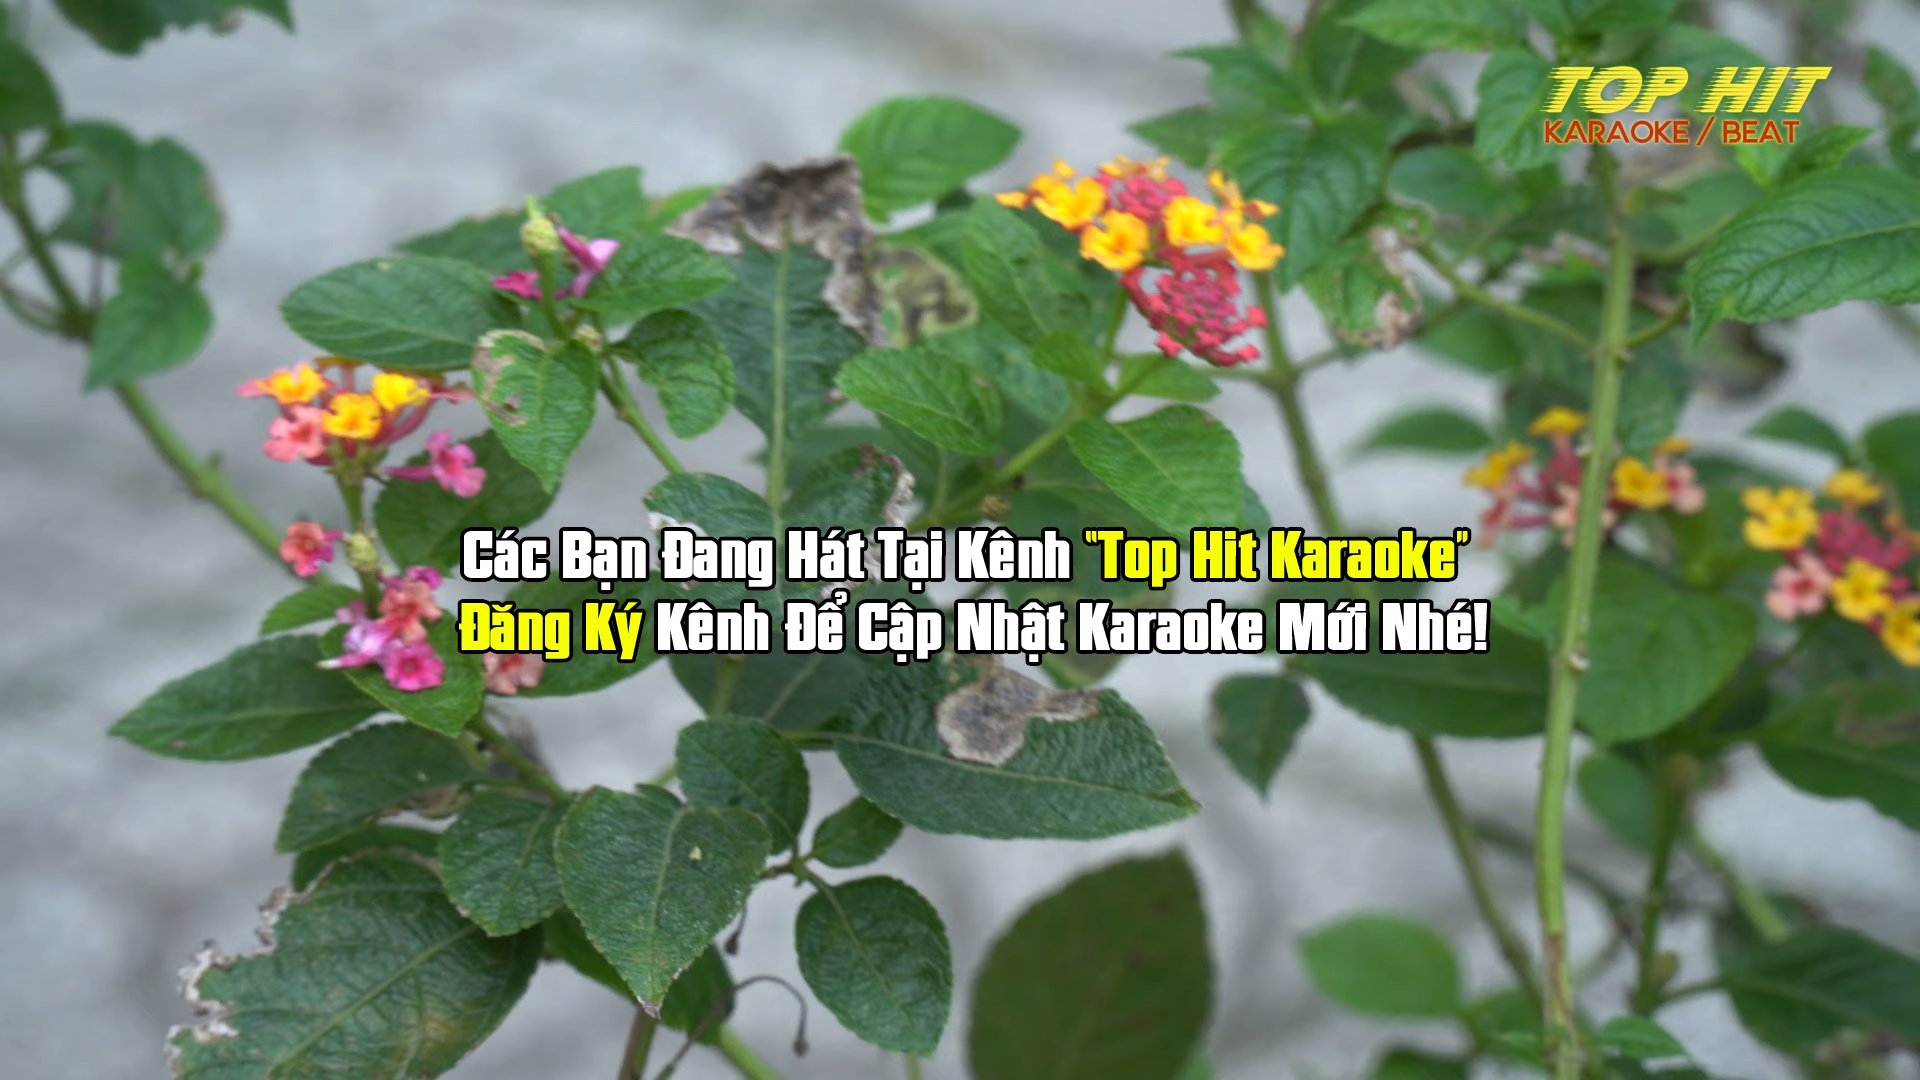 TOP HIT
KARAOKE / BEAT
Các Bạn Đang Hát Tại Kênh "Top Hit Karaoke"
Đăng Ký Kênh Để Cập Nhật Karaoke Mới Nhé!